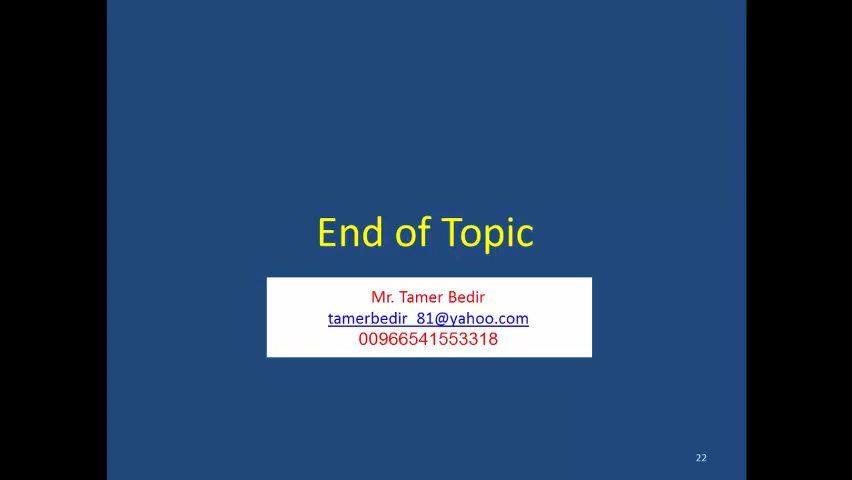 End of Topic
Mr. Tamer Bedir
tamerbedir_81@yahoo.com
00966541553318
22